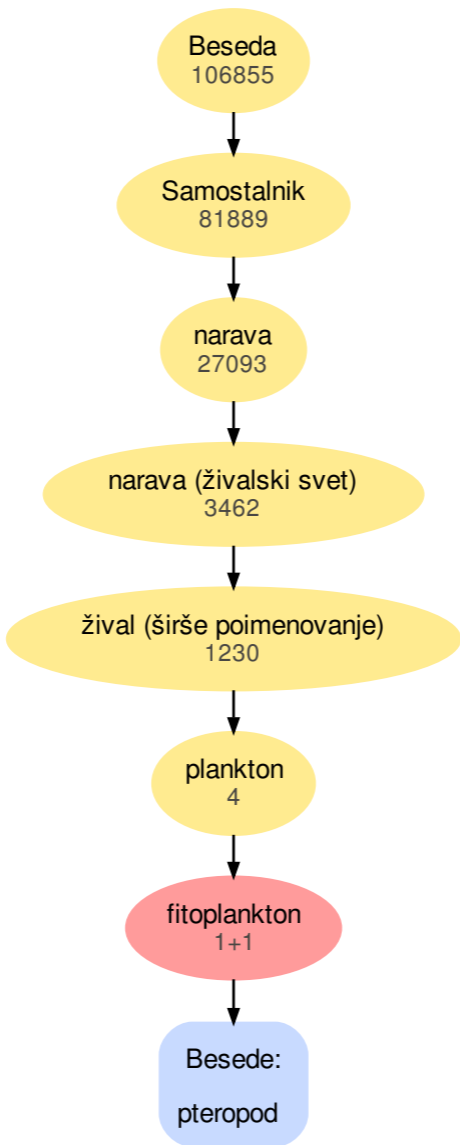 Beseda
106855
Samostalnik
81889
narava
27093
narava (živalski svet)
3462
žival (širše poimenovanje)
1230
plankton
4
fitoplankton
1+1
Besede:
pteropod